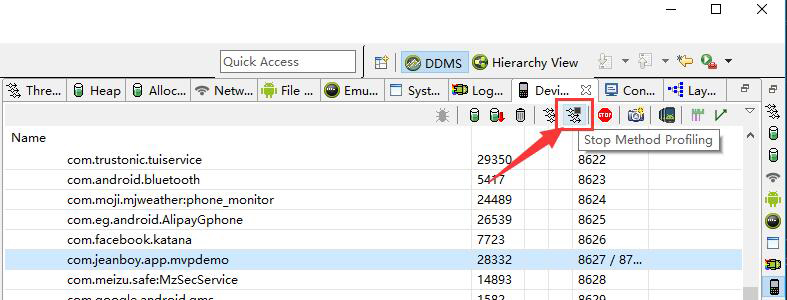 Quick Access DDMS Hierarchy View
Thre... Heap Alloc... Netw... File ... Emu... Syst... Log... Devi... Con... Lay...
STOP
Stop Method Profiling
Name
com.trustonic.tuiservice 29350 8622
com.android.bluetooth 5417 8623
com.moji.mjweather:phone_monitor 24489 8624
com.eg.android.AlipayGphone 26539 8625
com.facebook.katana 7723 8626
com.jeanboy.app.mvpdemo 28332 8627 / 87...
com.meizu.safe:MzSecService 14893 8628
com.google.android.gms 1582 8629